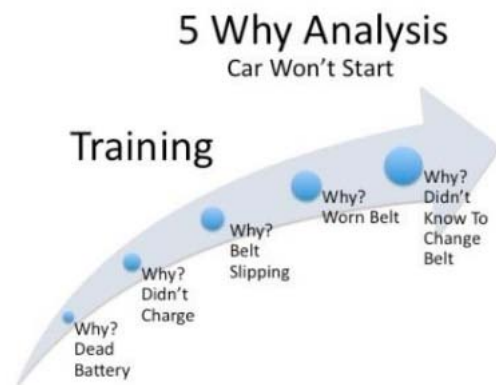 5 Why Analysis
Car Won't Start
Training
Why?
Dead
Battery
Why?
Didn't
Charge
Why?
Belt
Slipping
Why?
Worn Belt
Why?
Didn't
Know To
Change
Belt